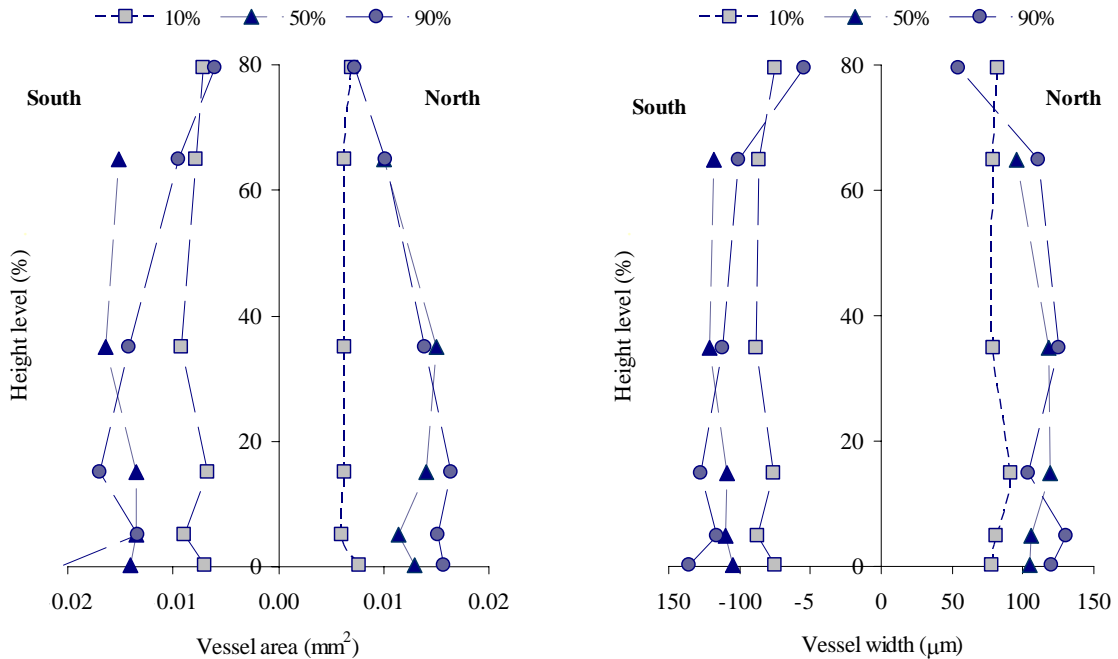 10% 50% 90%
80
South
North
60
40
20
0
0.02 0.01 0.00 0.01 0.02
Height level (%)
Vessel area (mm²)
10% 50% 90%
80
South
North
60
40
20
0
150 -100 -5 0 50 100 150
Height level (%)
Vessel width (µm)